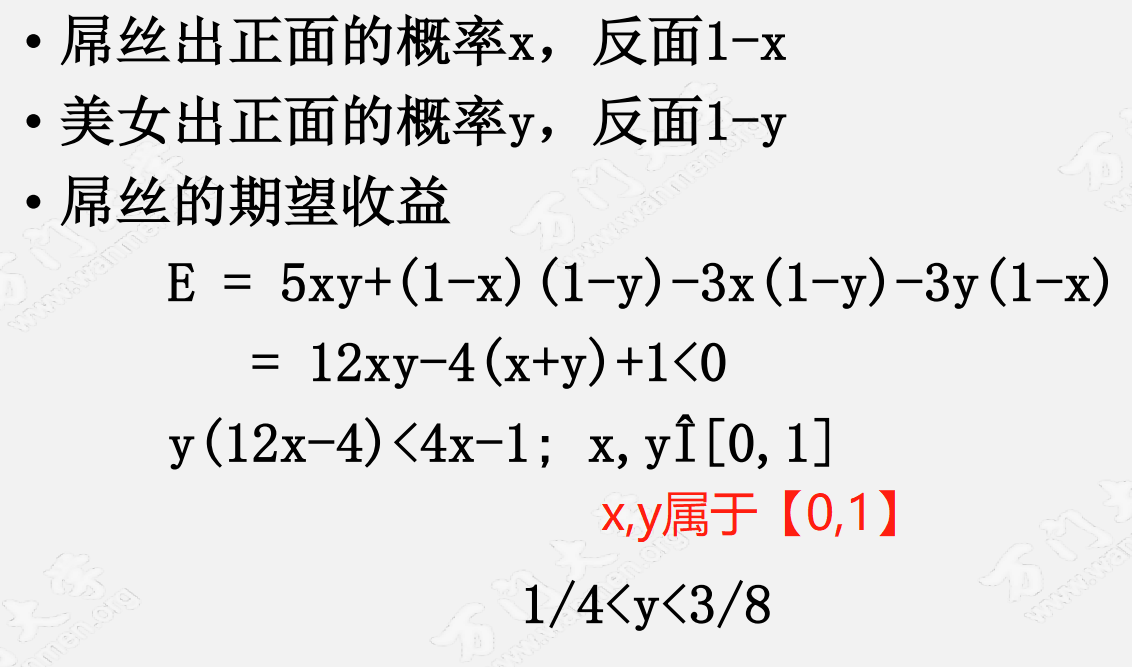 • 屌丝出正面的概率x，反面1-x
• 美女出正面的概率y，反面1-y
• 屌丝的期望收益
E = 5xy+(1-x)(1-y)-3x(1-y)-3y(1-x)
= 12xy-4(x+y)+1<0
y(12x-4)<4x-1; x,yÎ[0,1]
x,y属于【0,1】
1/4<y<3/8